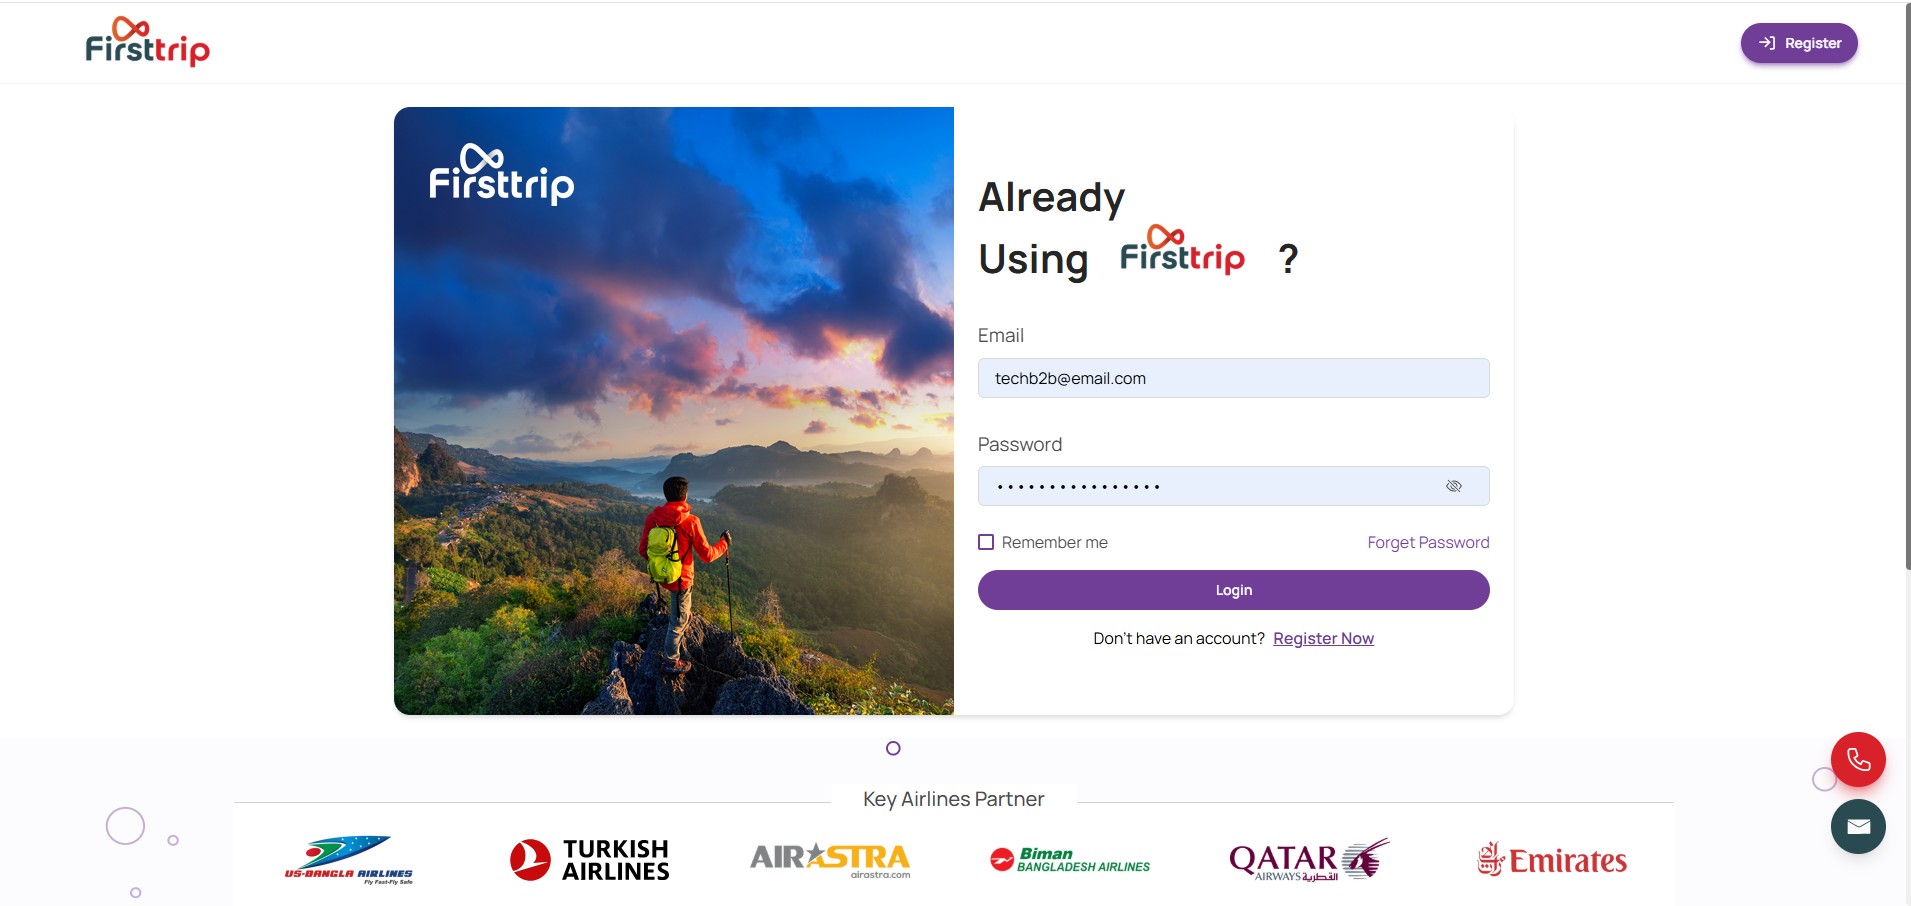 Firsttrip
Register
Firsttrip
Already
Using Firsttrip ?
Email
techb2b@email.com
Password
••••••••••••••••
Remember me
Forget Password
Login
Don't have an account? Register Now
Key Airlines Partner
US-BANGLA AIRLINES
Fly Fast-Fly Safe
TURKISH
AIRLINES
AIRASTRA
airastra.com
Biman
BANGLADESH AIRLINES
QATAR
AIRWAYS القطرية
Emirates